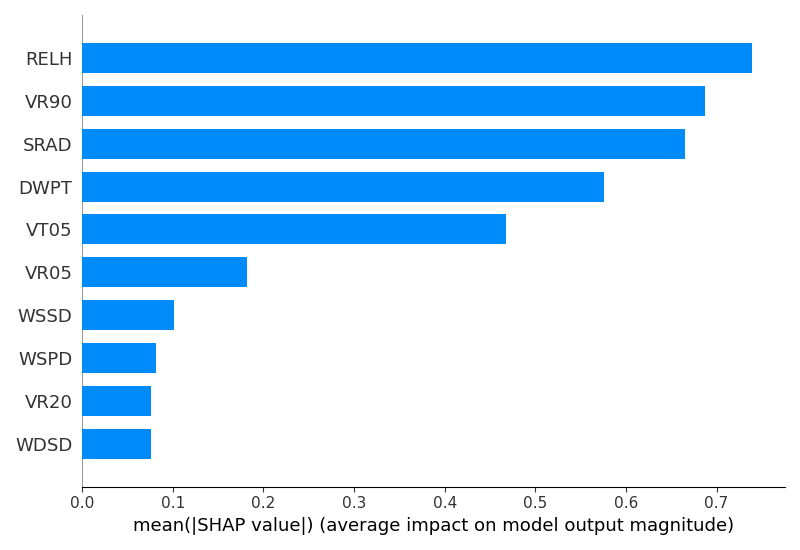 RELH
VR90
SRAD
DWPT
VT05
VR05
WSSD
WSPD
VR20
WDSD
0.0 0.1 0.2 0.3 0.4 0.5 0.6 0.7
mean(|SHAP value|) (average impact on model output magnitude)